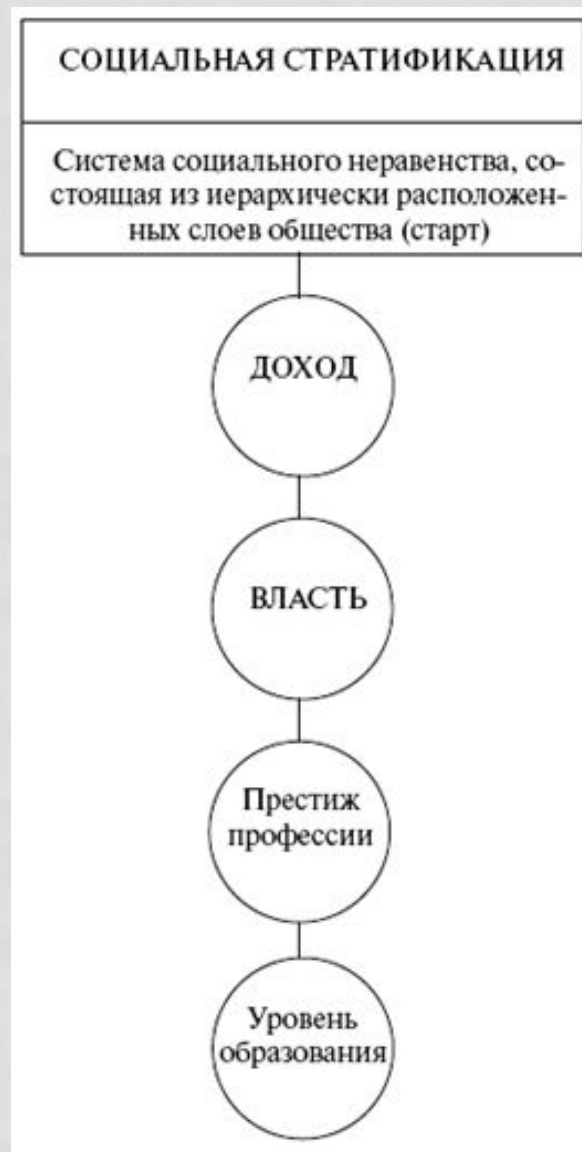 СОЦИАЛЬНАЯ СТРАТИФИКАЦИЯ
Система социального неравенства, со-
стоящая из иерархически расположен-
ных слоев общества (старт)
ДОХОД
ВЛАСТЬ
Престиж
профессии
Уровень
образования